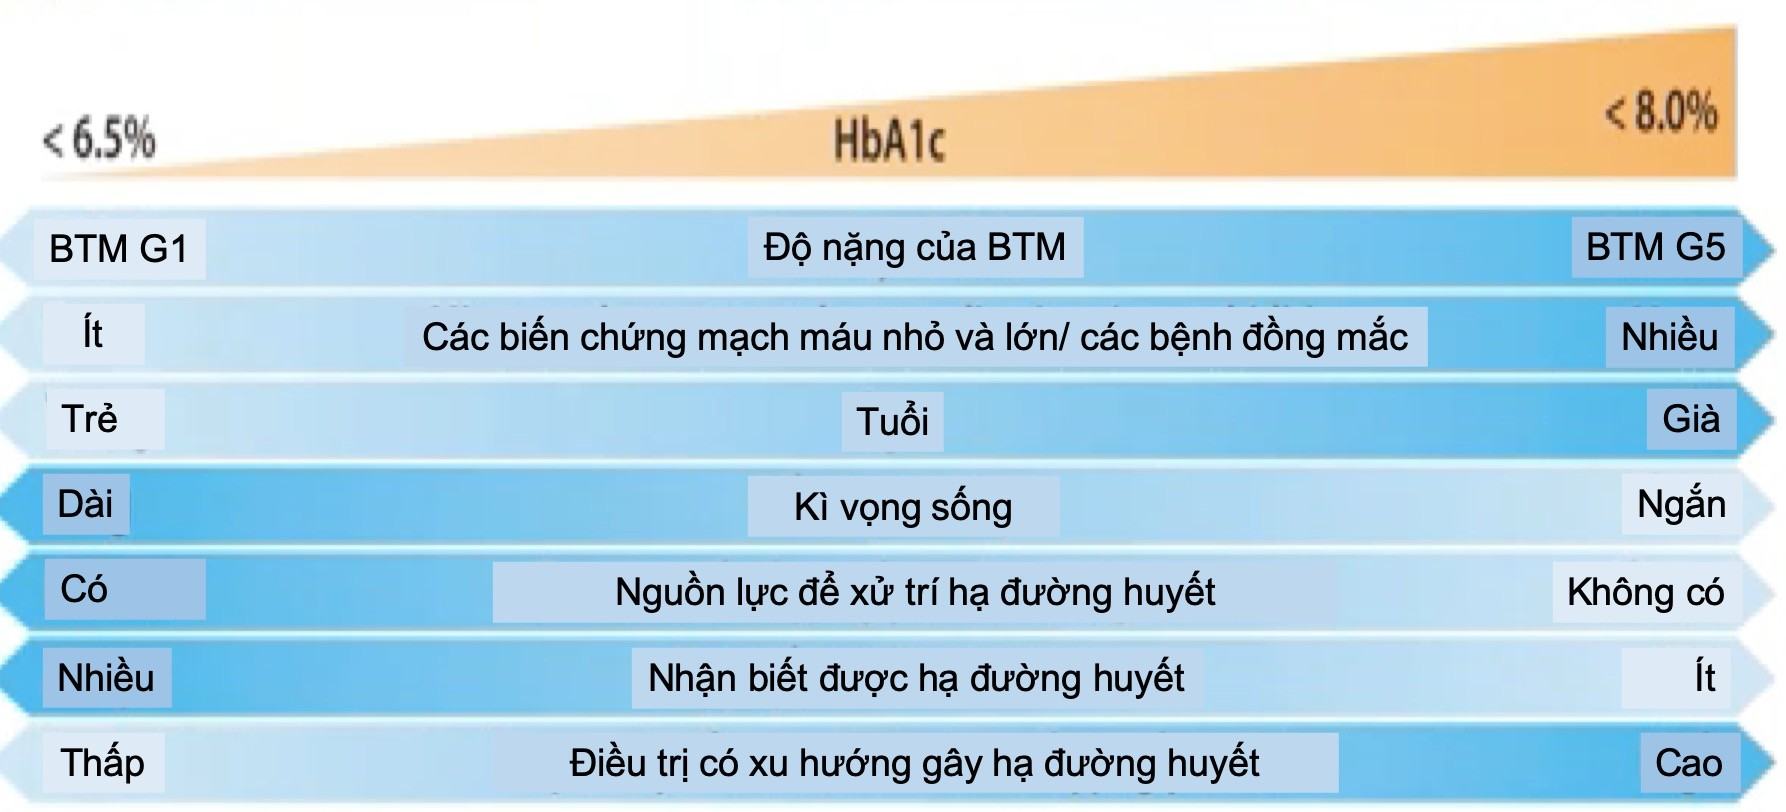 < 6.5%
HbA1c
< 8.0%
BTM G1
Độ nặng của BTM
BTM G5
Ít
Các biến chứng mạch máu nhỏ và lớn/ các bệnh đồng mắc
Nhiều
Trẻ
Tuổi
Già
Dài
Kì vọng sống
Ngắn
Có
Nguồn lực để xử trí hạ đường huyết
Không có
Nhiều
Nhận biết được hạ đường huyết
Ít
Thấp
Điều trị có xu hướng gây hạ đường huyết
Cao